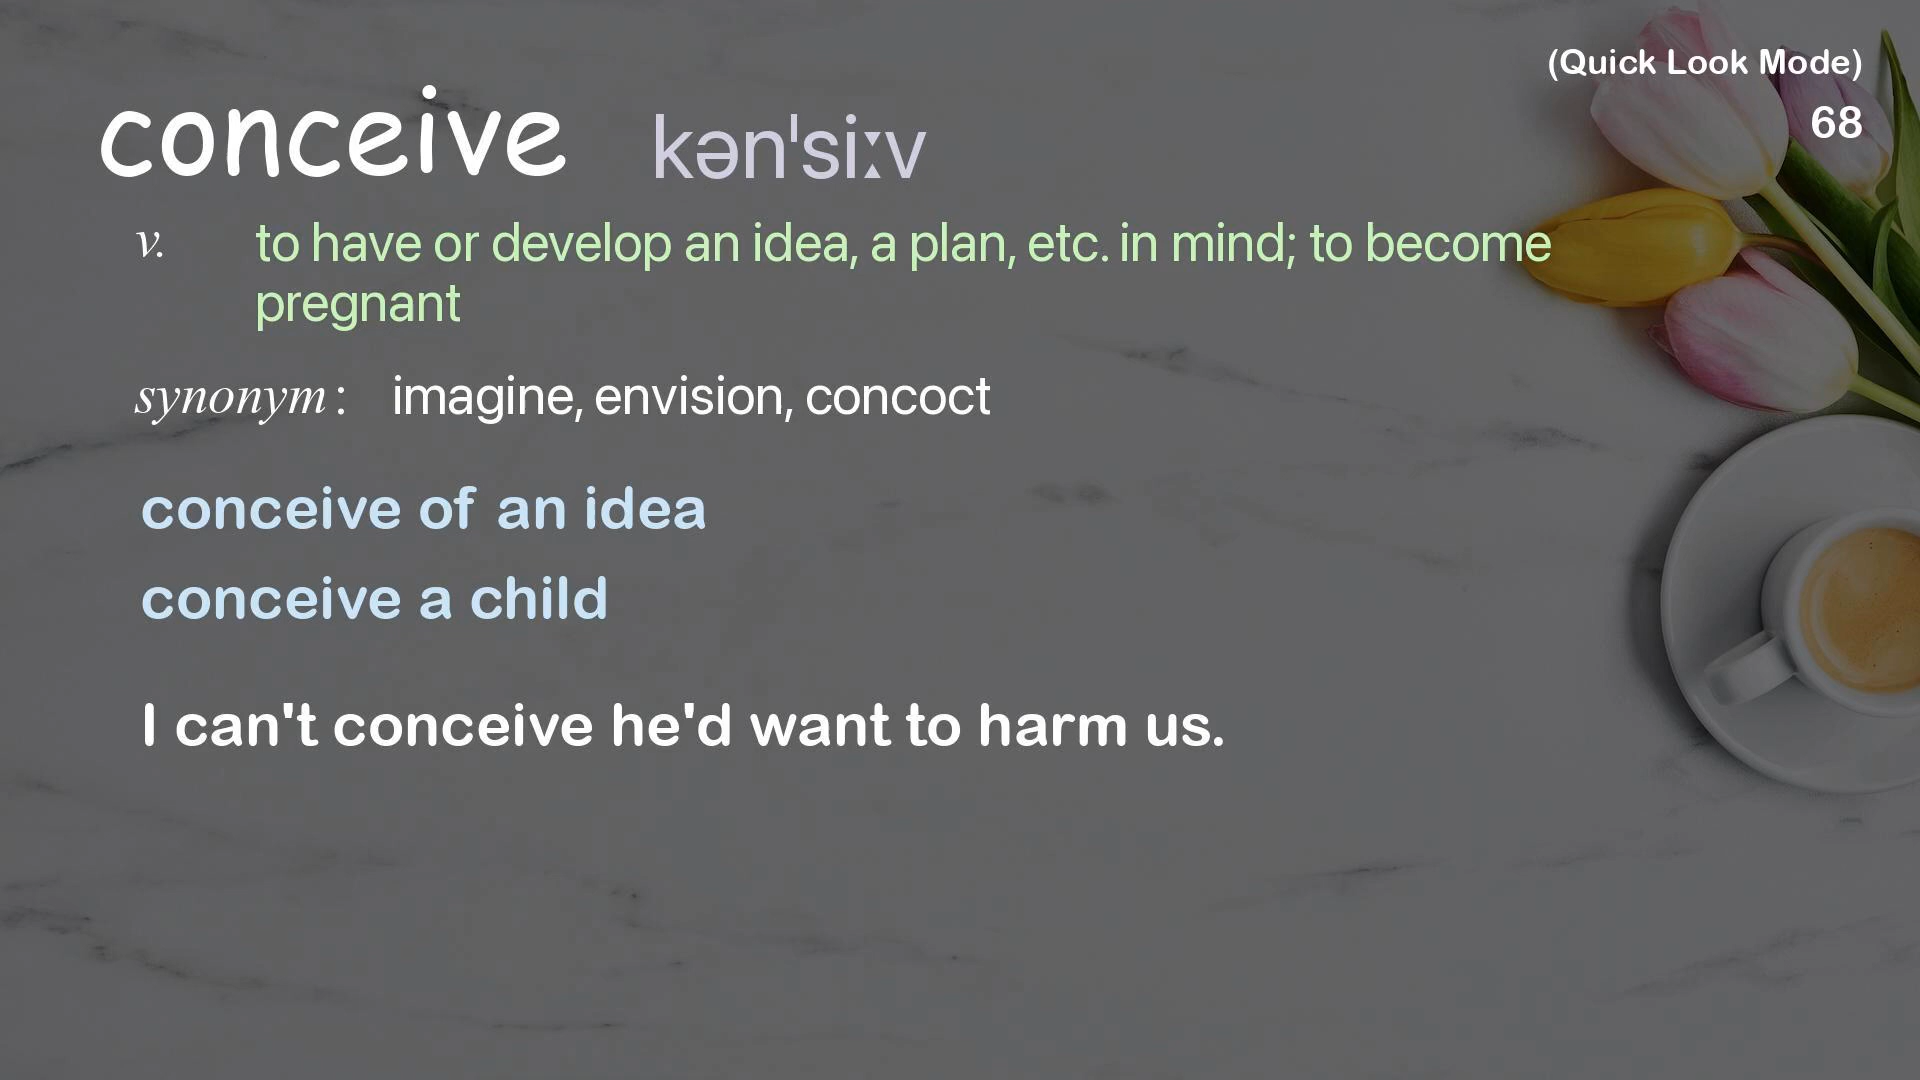 (Quick Look Mode)
68
conceive kən'siːv
v. to have or develop an idea, a plan, etc. in mind; to become
pregnant
synonym : imagine, envision, concoct
conceive of an idea
conceive a child
I can't conceive he'd want to harm us.